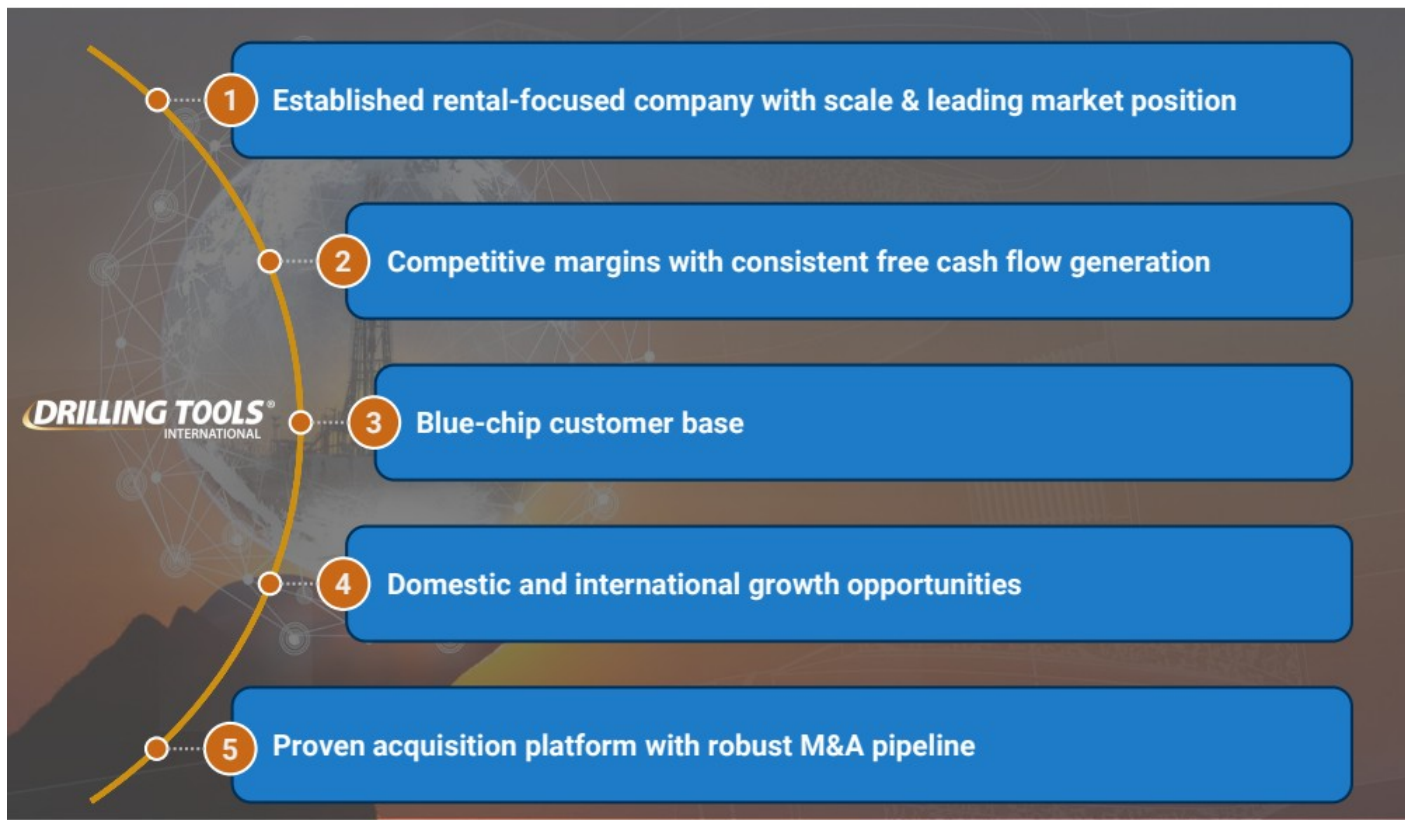 1
Established rental-focused company with scale & leading market position
2
Competitive margins with consistent free cash flow generation
DRILLING TOOLS®
INTERNATIONAL
3
Blue-chip customer base
4
Domestic and international growth opportunities
5
Proven acquisition platform with robust M&A pipeline